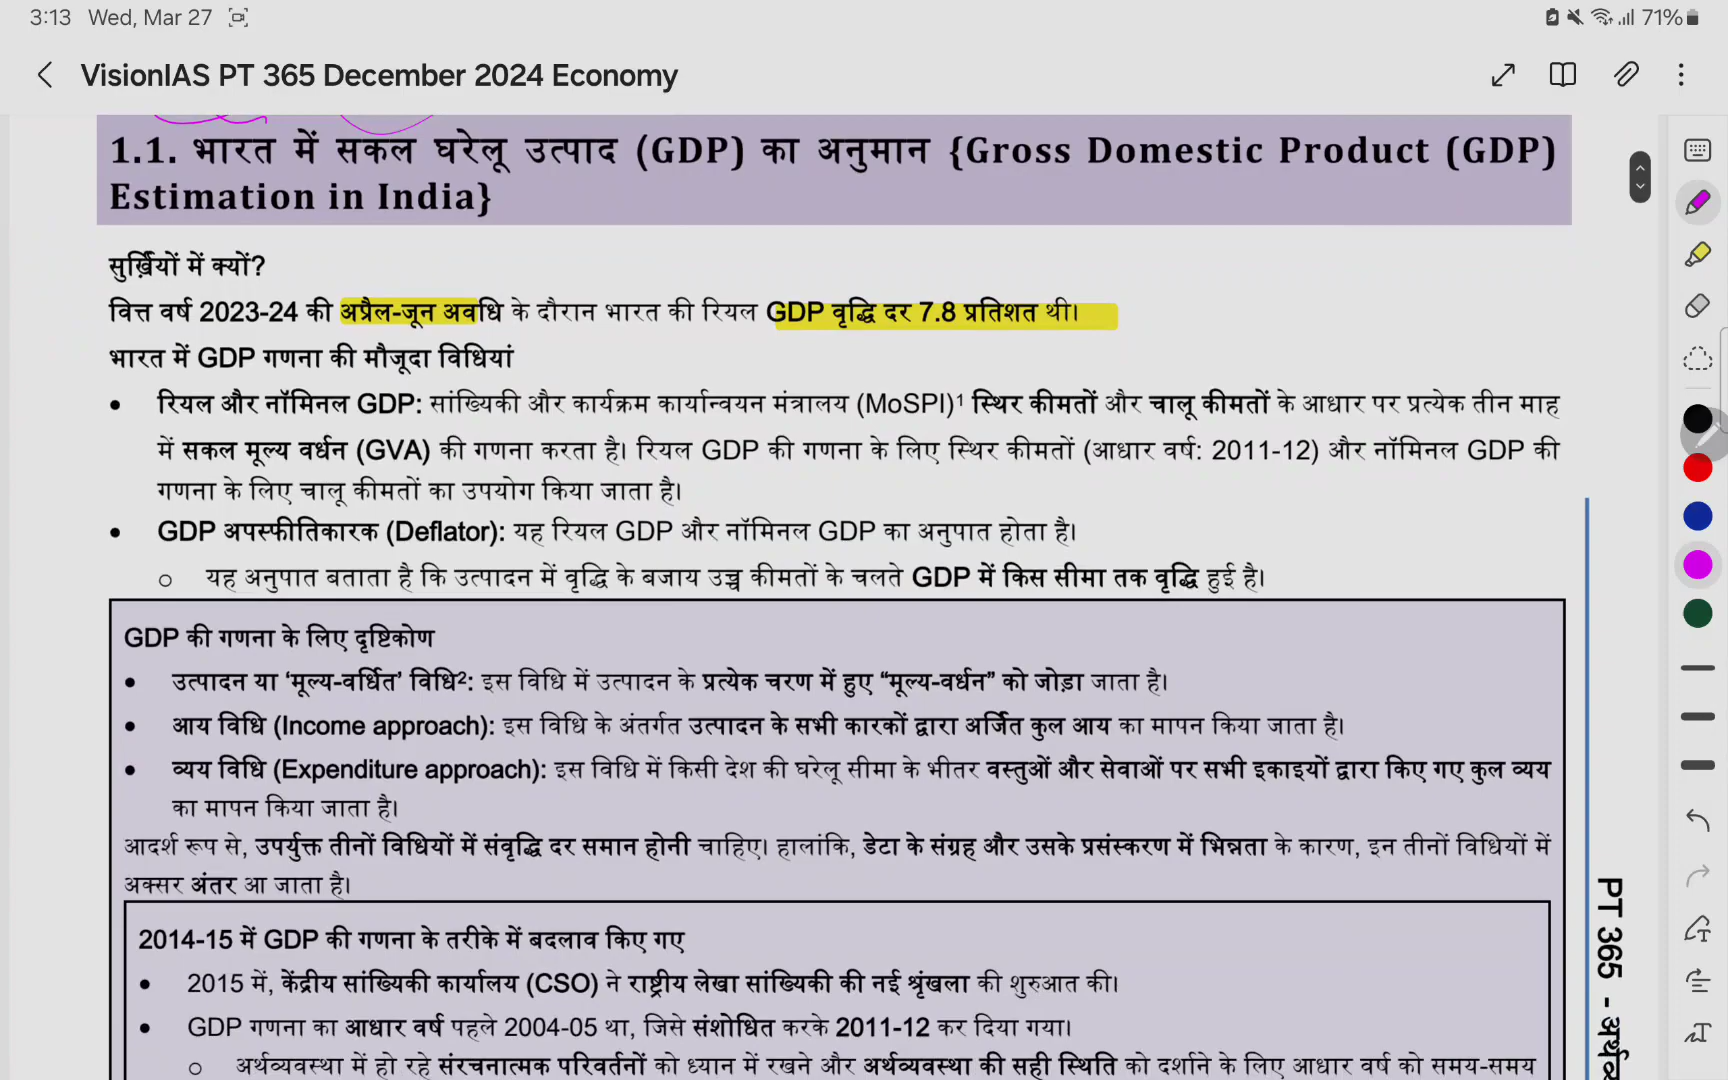 3:13 Wed, Mar 27
71%
VisionIAS PT 365 December 2024 Economy
1.1. भारत में सकल घरेलू उत्पाद (GDP) का अनुमान {Gross Domestic Product (GDP)
Estimation in India}
सुर्ख़ियों में क्यों?
वित्त वर्ष 2023-24 की अप्रैल-जून अवधि के दौरान भारत की रियल GDP वृद्धि दर 7.8 प्रतिशत थी।
भारत में GDP गणना की मौजूदा विधियां
• रियल और नॉमिनल GDP: सांख्यिकी और कार्यक्रम कार्यान्वयन मंत्रालय (MoSPI)¹ स्थिर कीमतों और चालू कीमतों के आधार पर प्रत्येक तीन माह
में सकल मूल्य वर्धन (GVA) की गणना करता है। रियल GDP की गणना के लिए स्थिर कीमतों (आधार वर्ष: 2011-12) और नॉमिनल GDP की
गणना के लिए चालू कीमतों का उपयोग किया जाता है।
• GDP अपस्फीतिकारक (Deflator): यह रियल GDP और नॉमिनल GDP का अनुपात होता है।
o यह अनुपात बताता है कि उत्पादन में वृद्धि के बजाय उच्च कीमतों के चलते GDP में किस सीमा तक वृद्धि हुई है।
GDP की गणना के लिए दृष्टिकोण
• उत्पादन या ‘मूल्य-वर्धित’ विधि²: इस विधि में उत्पादन के प्रत्येक चरण में हुए “मूल्य-वर्धन” को जोड़ा जाता है।
• आय विधि (Income approach): इस विधि के अंतर्गत उत्पादन के सभी कारकों द्वारा अर्जित कुल आय का मापन किया जाता है।
• व्यय विधि (Expenditure approach): इस विधि में किसी देश की घरेलू सीमा के भीतर वस्तुओं और सेवाओं पर सभी इकाइयों द्वारा किए गए कुल व्यय
का मापन किया जाता है।
आदर्श रूप से, उपर्युक्त तीनों विधियों में संवृद्धि दर समान होनी चाहिए। हालांकि, डेटा के संग्रह और उसके प्रसंस्करण में भिन्नता के कारण, इन तीनों विधियों में
अक्सर अंतर आ जाता है।
2014-15 में GDP की गणना के तरीके में बदलाव किए गए
• 2015 में, केंद्रीय सांख्यिकी कार्यालय (CSO) ने राष्ट्रीय लेखा सांख्यिकी की नई श्रृंखला की शुरुआत की।
• GDP गणना का आधार वर्ष पहले 2004-05 था, जिसे संशोधित करके 2011-12 कर दिया गया।
o अर्थव्यवस्था में हो रहे संरचनात्मक परिवर्तनों को ध्यान में रखने और अर्थव्यवस्था की सही स्थिति को दर्शाने के लिए आधार वर्ष को समय-समय
PT 365 -